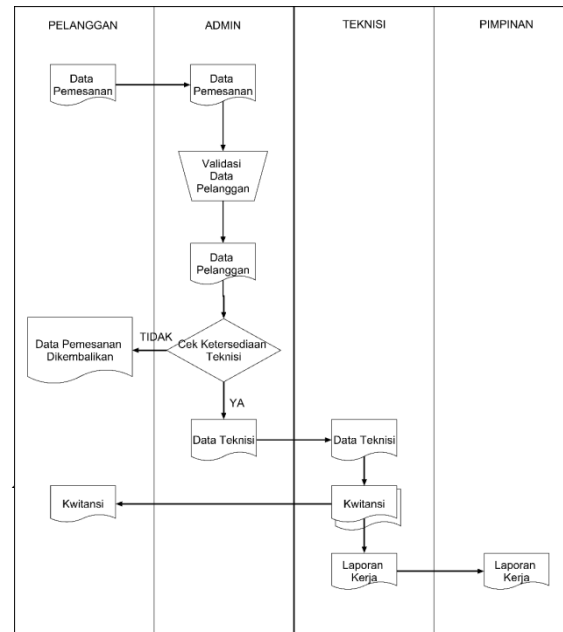 PELANGGAN
ADMIN
TEKNISI
PIMPINAN
Data
Pemesanan
Data
Pemesanan
Validasi
Data
Pelanggan
Data
Pelanggan
Cek Ketersediaan
Teknisi
TIDAK
Data Pemesanan
Dikembalikan
YA
Data Teknisi
Data Teknisi
Kwitansi
Kwitansi
Laporan
Kerja
Laporan
Kerja